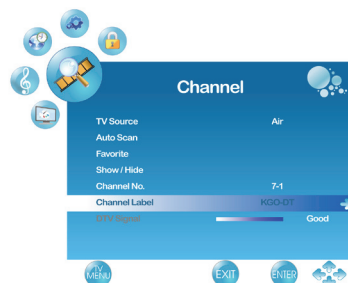 Channel
TV Source Air
Auto Scan
Favorite
Show / Hide
Channel No. 7-1
Channel Label KGO-DT
DTV Signal Good
TV MENU EXIT ENTER